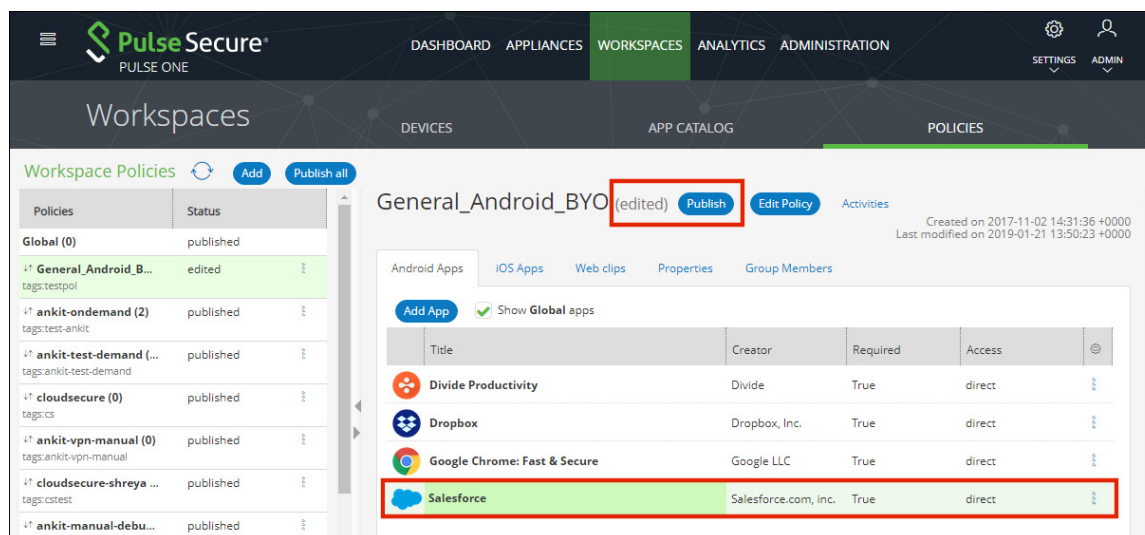 Pulse Secure®
PULSE ONE
DASHBOARD APPLIANCES WORKSPACES ANALYTICS ADMINISTRATION
SETTINGS ADMIN
Workspaces
DEVICES APP CATALOG POLICIES
Workspace Policies Add Publish all
Policies Status
Global (0) published
General_Android_B... edited
tags:testpol
ankit-ondemand (2) published
tags:test-ankit
ankit-test-demand (... published
tags:ankit-test-demand
cloudsecure (0) published
tags:cs
ankit-vpn-manual (0) published
tags:ankit-vpn-manual
cloudsecure-shreya ... published
tags:cstest
ankit-manual-debu... published
General_Android_BYO (edited) Publish Edit Policy Activities
Created on 2017-11-02 14:31:36 +0000
Last modified on 2019-01-21 13:50:23 +0000
Android Apps iOS Apps Web clips Properties Group Members
Add App Show Global apps
Title Creator Required Access
Divide Productivity Divide True direct
Dropbox Dropbox, Inc. True direct
Google Chrome: Fast & Secure Google LLC True direct
Salesforce Salesforce.com, inc. True direct